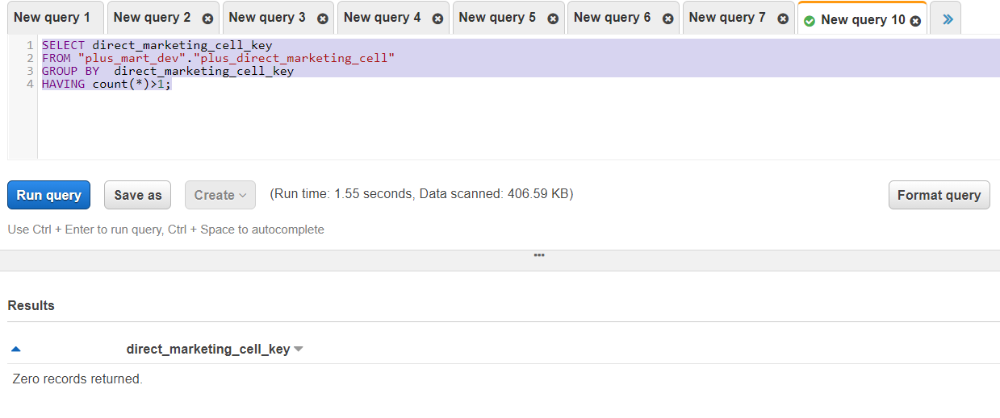 New query 1 New query 2 New query 3 New query 4 New query 5 New query 6 New query 7 New query 10 »
1 SELECT direct_marketing_cell_key
2 FROM "plus_mart_dev"."plus_direct_marketing_cell"
3 GROUP BY  direct_marketing_cell_key
4 HAVING count(*)>1;
Run query Save as Create (Run time: 1.55 seconds, Data scanned: 406.59 KB) Format query
Use Ctrl + Enter to run query, Ctrl + Space to autocomplete
Results
direct_marketing_cell_key
Zero records returned.